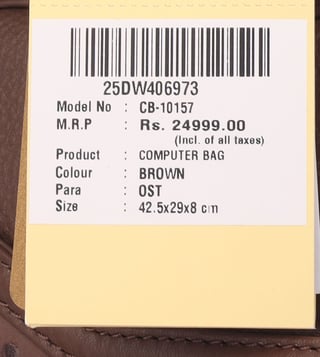 25DW406973
Model No : CB-10157
M.R.P : Rs. 24999.00
(Incl. of all taxes)
Product : COMPUTER BAG
Colour : BROWN
Para : OST
Size : 42.5x29x8 cm